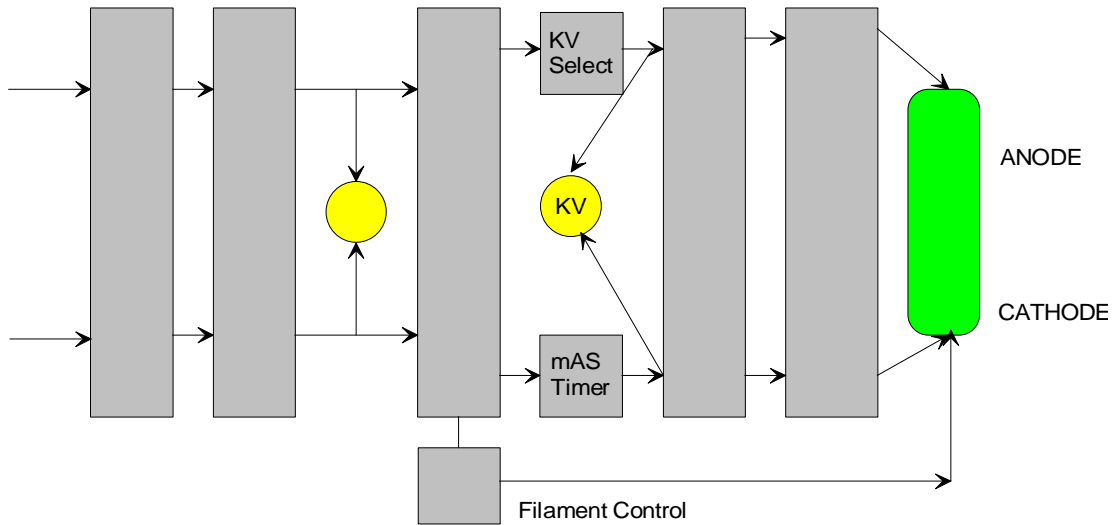 KV
Select
KV
ANODE
CATHODE
mAS
Timer
Filament Control